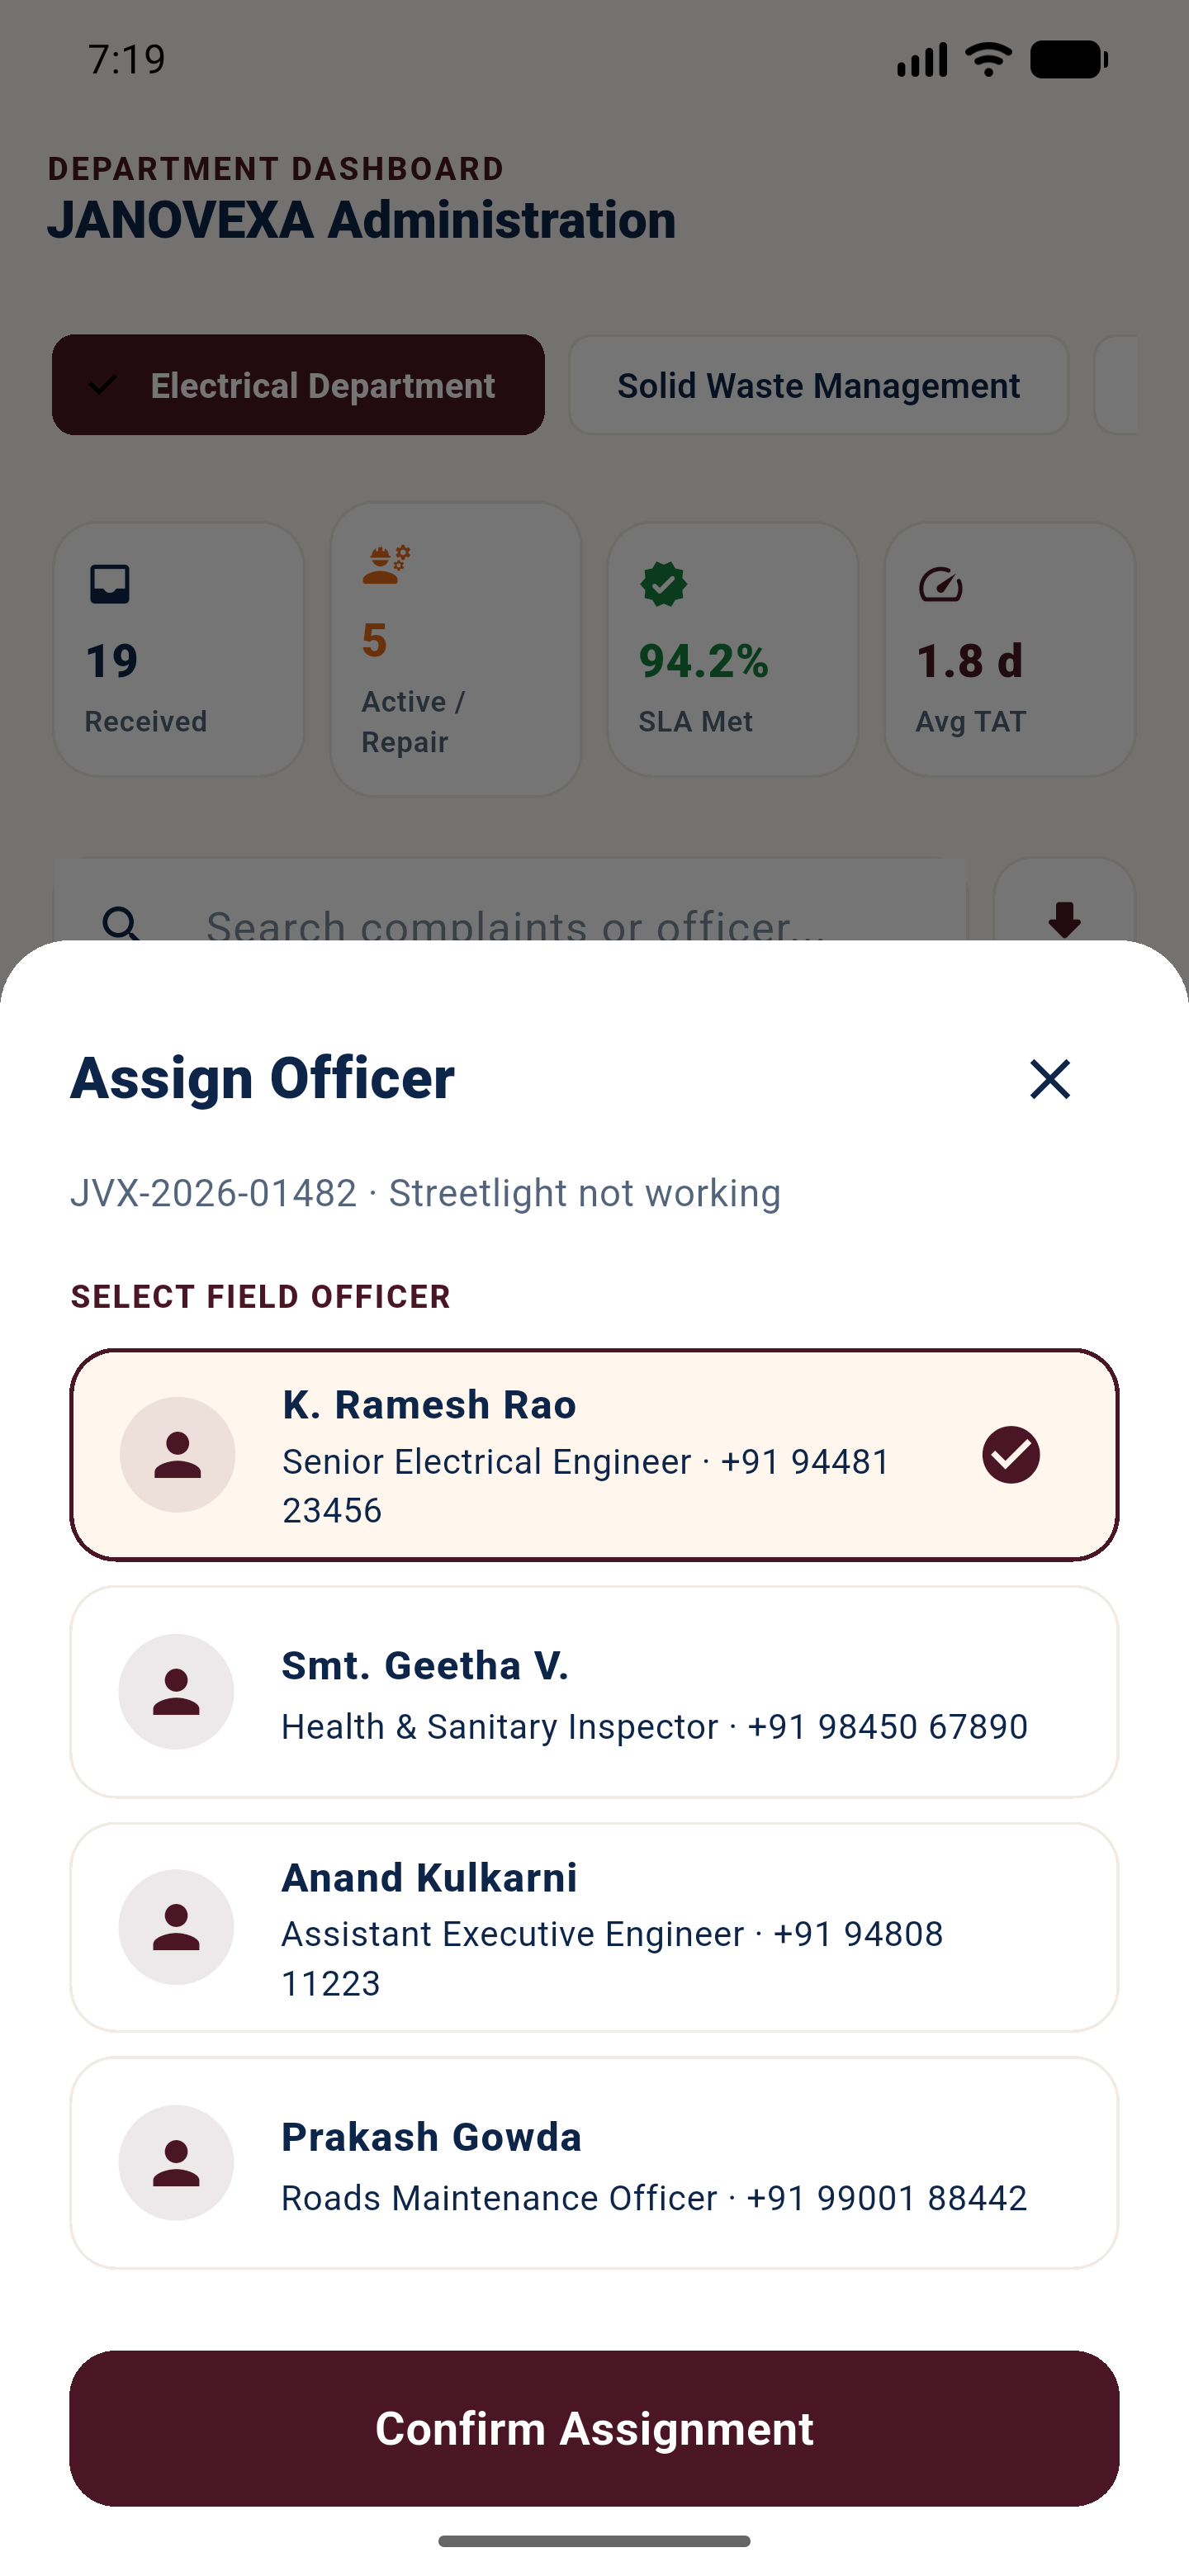 7:19
DEPARTMENT DASHBOARD
JANOVEXA Administration
Electrical Department
Solid Waste Management
19
Received
5
Active /
Repair
94.2%
SLA Met
1.8 d
Avg TAT
Search complaints or officer...
Assign Officer
JVX-2026-01482 · Streetlight not working
SELECT FIELD OFFICER
K. Ramesh Rao
Senior Electrical Engineer · +91 94481
23456
Smt. Geetha V.
Health & Sanitary Inspector · +91 98450 67890
Anand Kulkarni
Assistant Executive Engineer · +91 94808
11223
Prakash Gowda
Roads Maintenance Officer · +91 99001 88442
Confirm Assignment